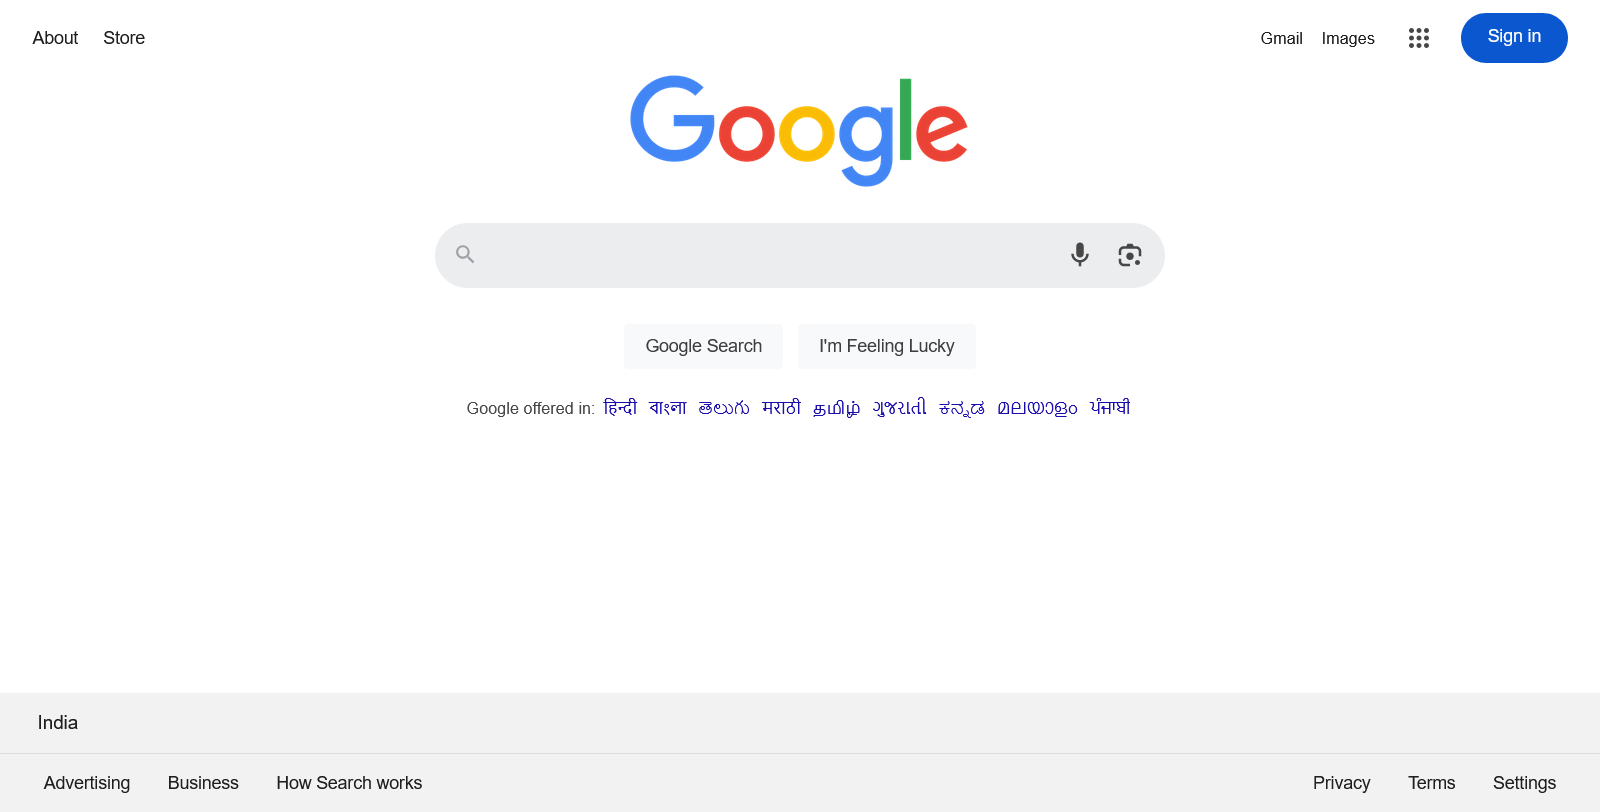 About Store Gmail Images Sign in
Google
Google Search I'm Feeling Lucky
Google offered in: हिन्दी বাংলা తెలుగు मराठी தமிழ் ગુજરાતી ಕನ್ನಡ മലയാളം ਪੰਜਾਬੀ
India
Advertising Business How Search works Privacy Terms Settings